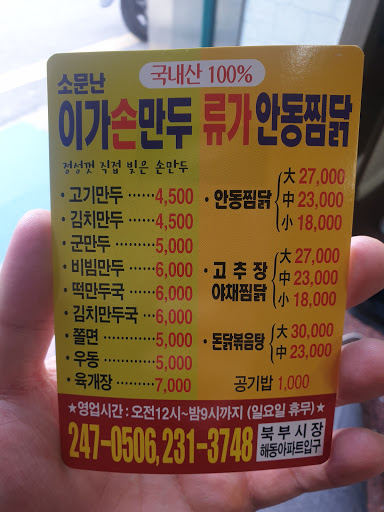 국내산 100%
소문난
이가손만두 류가안동찜닭
정성껏 직접 빚은 손만두
·고기만두 ······4,500
·김치만두 ······4,500
·군만두 ········5,000
·비빔만두 ······6,000
·떡만두국 ······6,000
·김치만두국 ···6,000
·쫄면 ···········5,000
·우동 ···········5,000
·육개장 ········7,000
·안동찜닭
大 27,000
中 23,000
小 18,000
·고추장
야채찜닭
大 27,000
中 23,000
小 18,000
·돈닭볶음탕
大 30,000
中 23,000
공기밥 1,000
★영업시간 : 오전12시~밤9시까지 (일요일 휴무)★
247-0506, 231-3748
북부시장
해동아파트입구